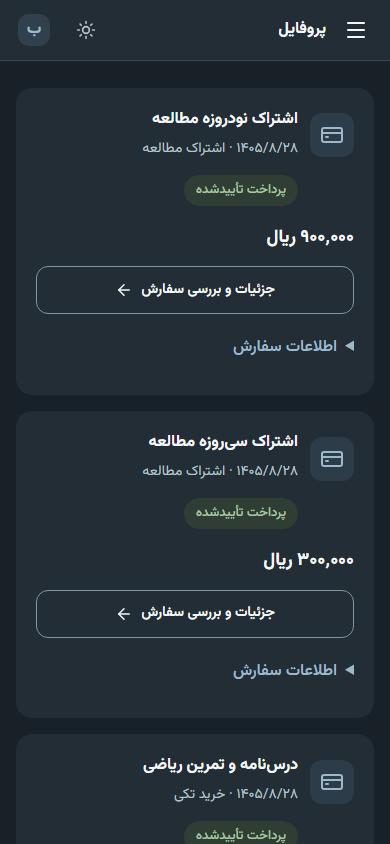 پروفایل
ب
اشتراک نودروزه مطالعه
۱۴۰۵/۸/۲۸ · اشتراک مطالعه
پرداخت تأییدشده
۹۰۰٬۰۰۰ ریال
جزئیات و بررسی سفارش
اطلاعات سفارش
اشتراک سی‌روزه مطالعه
۱۴۰۵/۸/۲۸ · اشتراک مطالعه
پرداخت تأییدشده
۳۰۰٬۰۰۰ ریال
جزئیات و بررسی سفارش
اطلاعات سفارش
درس‌نامه و تمرین ریاضی
۱۴۰۵/۸/۲۸ · خرید تکی
پرداخت تأییدشده